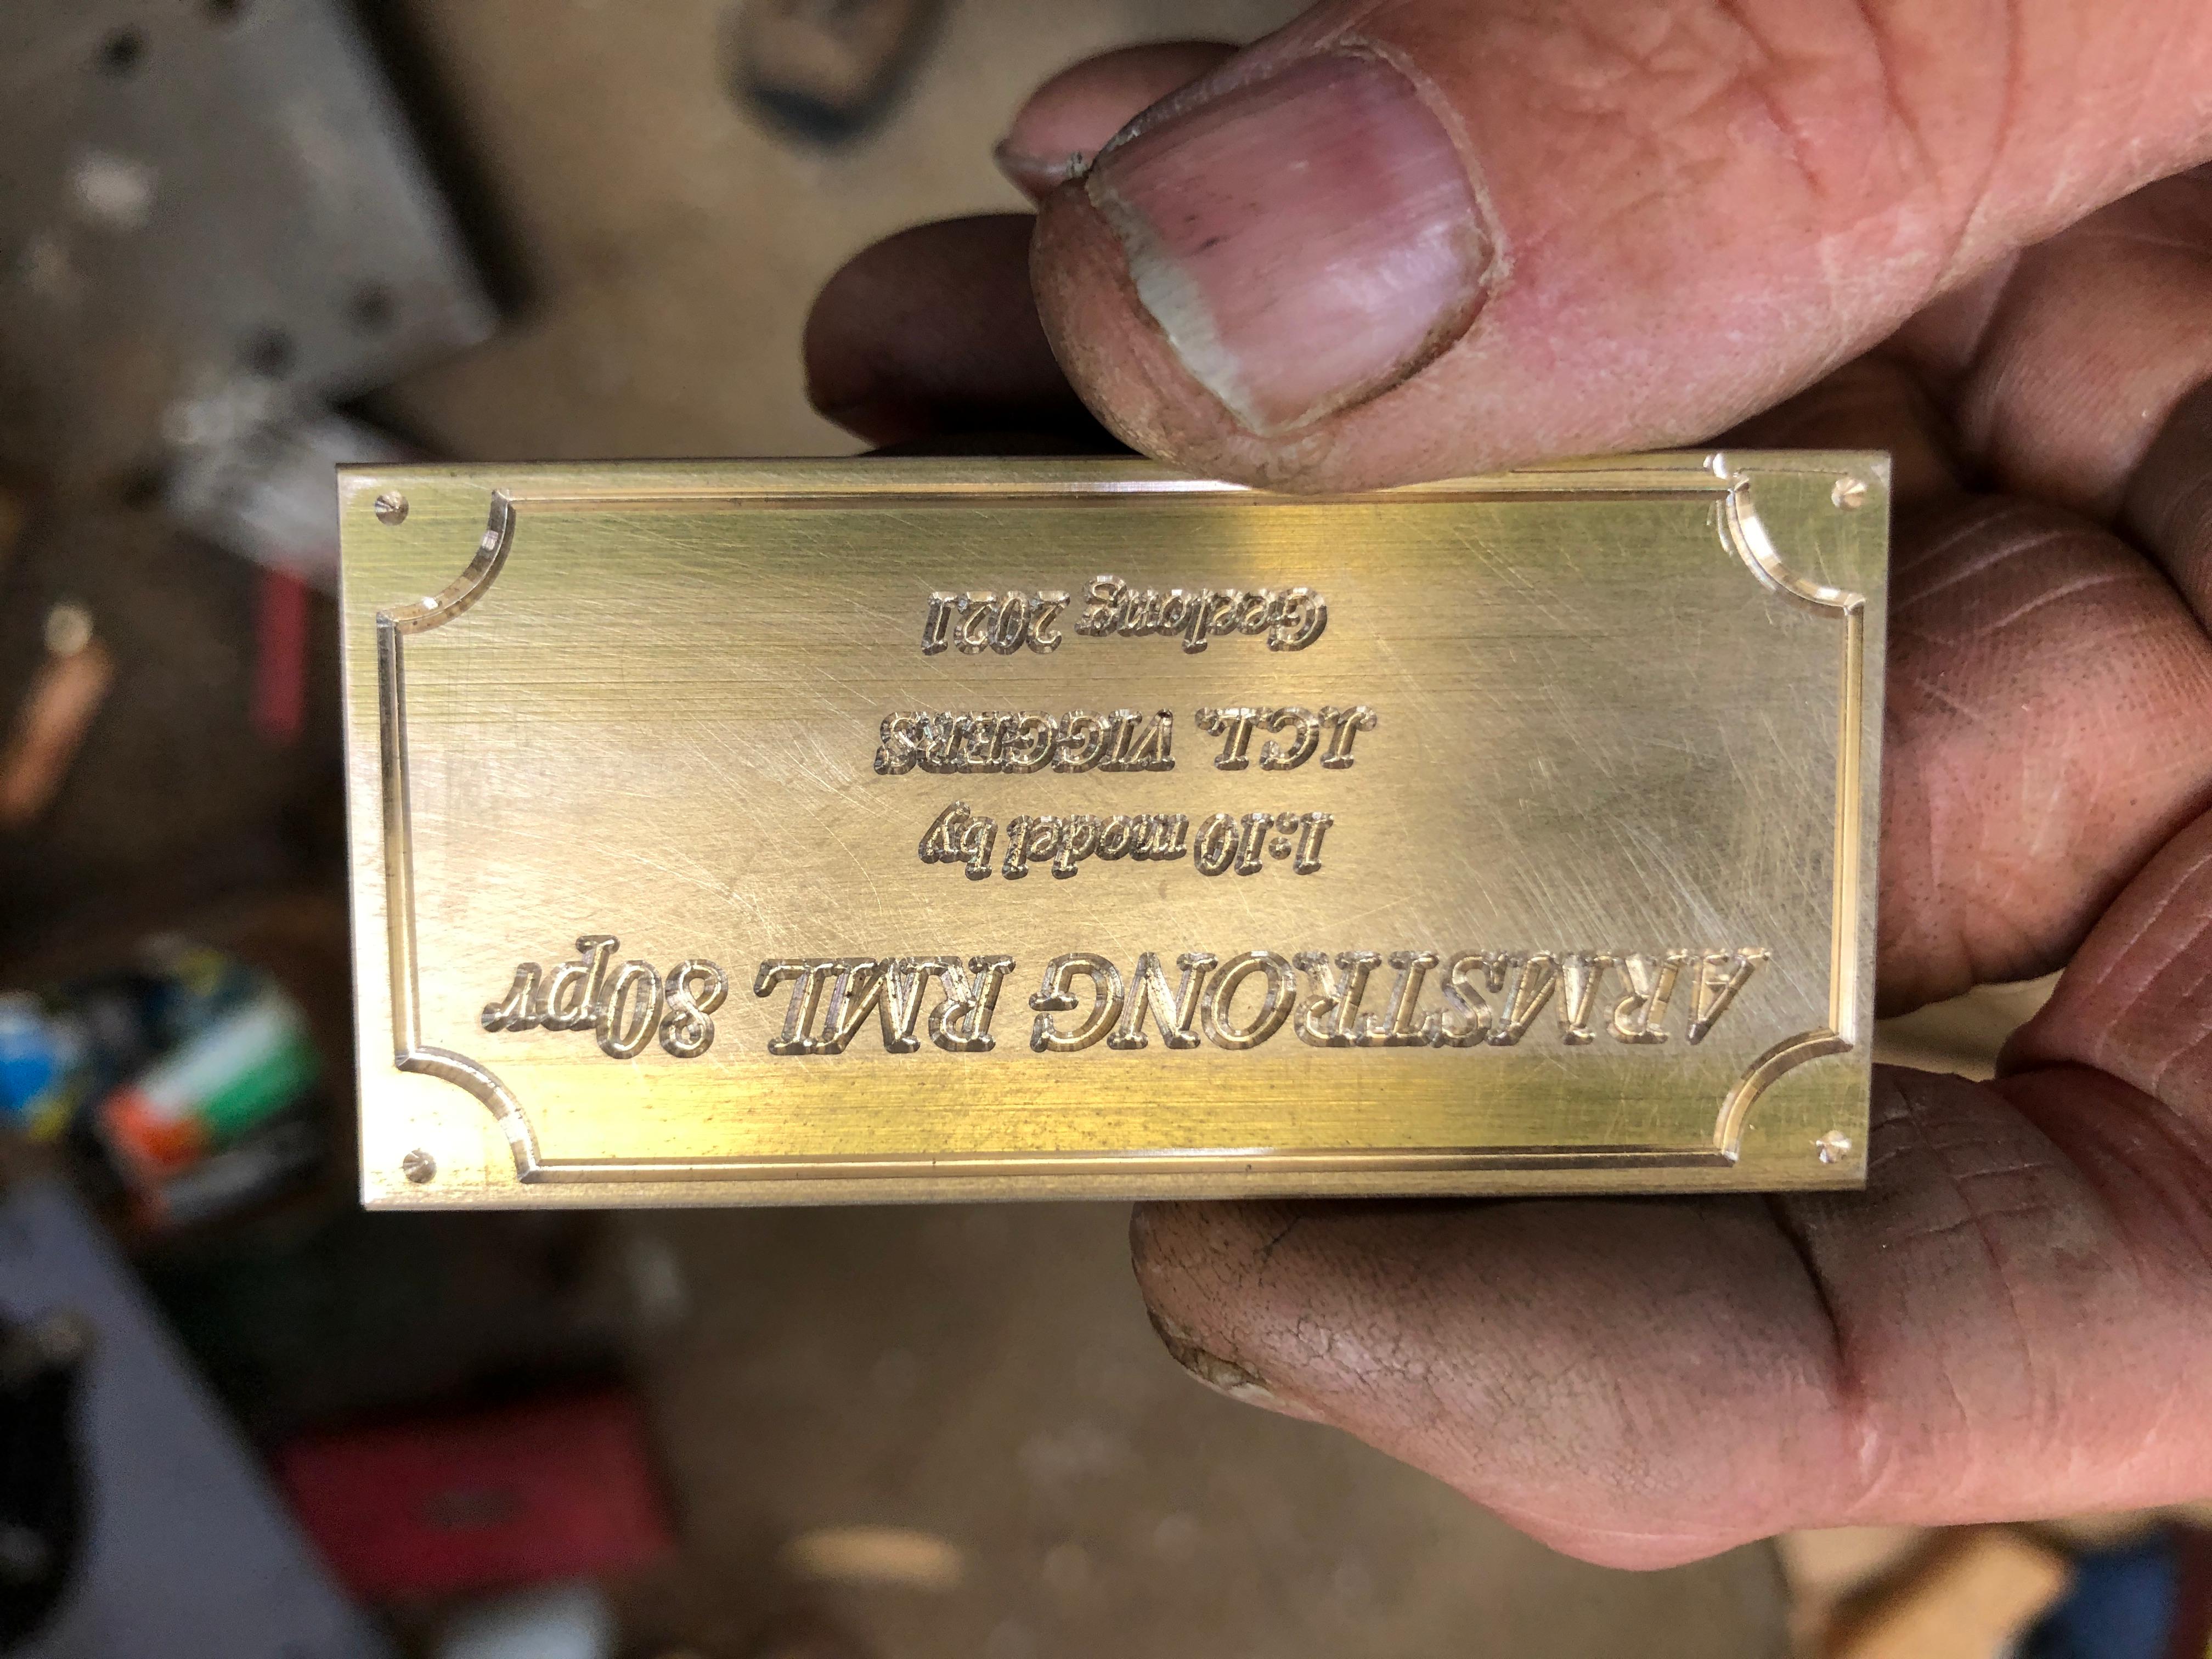 ARMSTRONG RML 80pr
1:10 model by
J.C.L. VIGGERS
Geelong 2021